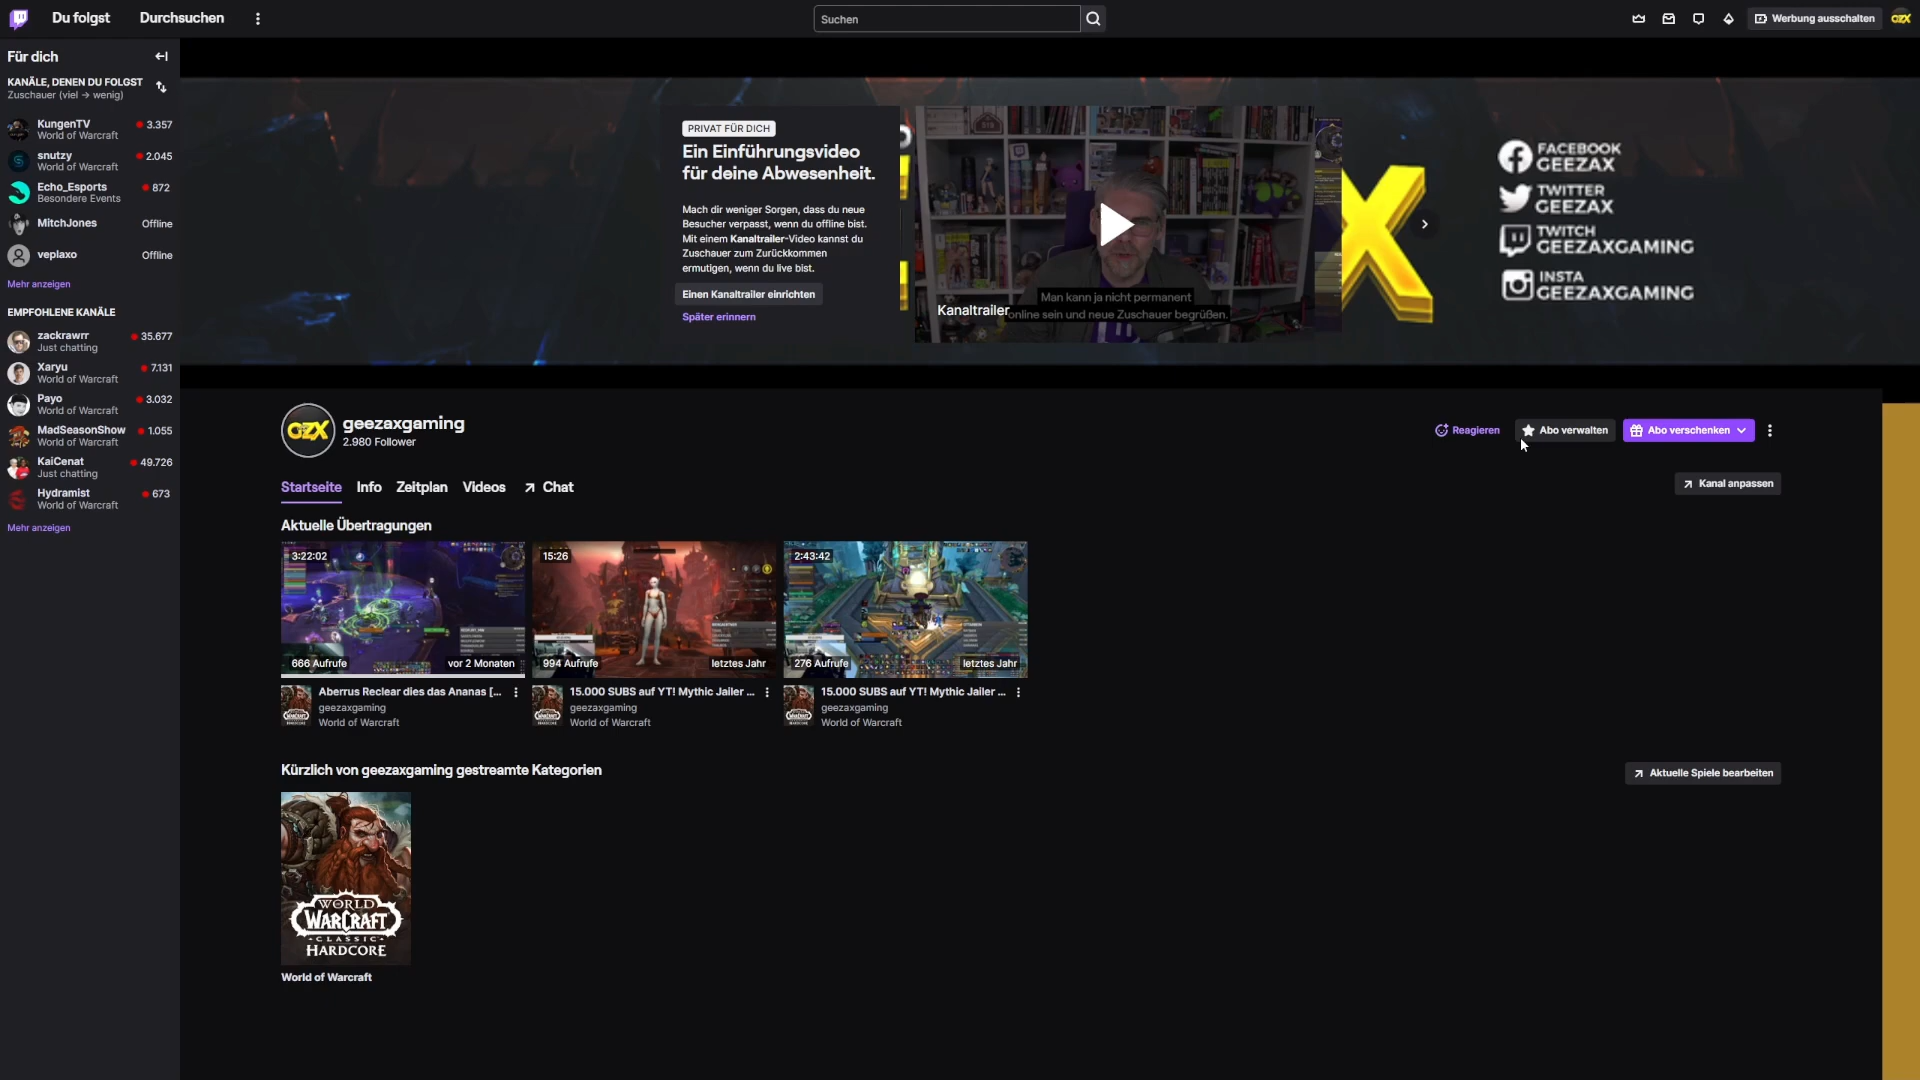 Du folgst
Durchsuchen
Suchen
Werbung ausschalten
GZX
Für dich
KANÄLE, DENEN DU FOLGST
Zuschauer (viel → wenig)
KungenTV
3.357
World of Warcraft
snutzy
2.045
World of Warcraft
Echo_Esports
872
Besondere Events
MitchJones
Offline
veplaxo
Offline
Mehr anzeigen
EMPFOHLENE KANÄLE
zackrawrr
35.677
Just chatting
Xaryu
7.131
World of Warcraft
Payo
3.032
World of Warcraft
MadSeasonShow
1.055
World of Warcraft
KaiCenat
49.726
Just chatting
Hydramist
673
World of Warcraft
Mehr anzeigen
PRIVAT FÜR DICH
Ein Einführungsvideo
für deine Abwesenheit.
Mach dir weniger Sorgen, dass du neue
Besucher verpasst, wenn du offline bist.
Mit einem Kanaltrailer-Video kannst du
Zuschauer zum Zurückkommen
ermutigen, wenn du live bist.
Einen Kanaltrailer einrichten
Später erinnern
Man kann ja nicht permanent
online sein und neue Zuschauer begrüßen.
Kanaltrailer
X
FACEBOOK
GEEZAX
TWITTER
GEEZAX
TWITCH
GEEZAXGAMING
INSTA
GEEZAXGAMING
GZX
geezaxgaming
2.980 Follower
Reagieren
Abo verwalten
Abo verschenken
Startseite
Info
Zeitplan
Videos
Chat
Kanal anpassen
Aktuelle Übertragungen
3:22:02
666 Aufrufe
vor 2 Monaten
Aberrus Reclear dies das Ananas [...
geezaxgaming
World of Warcraft
15:26
994 Aufrufe
letztes Jahr
15.000 SUBS auf YT! Mythic Jailer ...
geezaxgaming
World of Warcraft
2:43:42
276 Aufrufe
letztes Jahr
15.000 SUBS auf YT! Mythic Jailer ...
geezaxgaming
World of Warcraft
Kürzlich von geezaxgaming gestreamte Kategorien
Aktuelle Spiele bearbeiten
WORLD
WARCRAFT
CLASSIC
HARDCORE
World of Warcraft